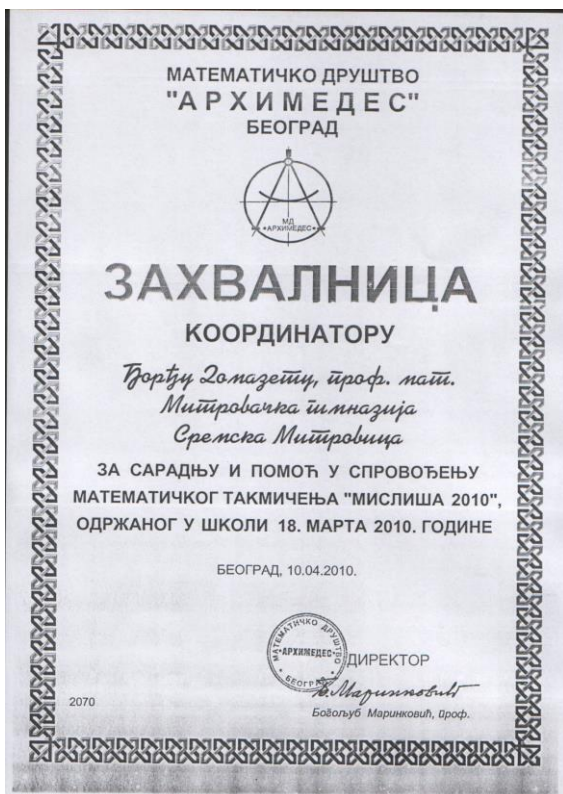 МАТЕМАТИЧКО ДРУШТВО
"АРХИМЕДЕС"
БЕОГРАД
МД
•АРХИМЕДЕС•
ЗАХВАЛНИЦА
КООРДИНАТОРУ
Ђорђу Домазету, проф. мат.
Митровачка гимназија
Сремска Митровица
ЗА САРАДЊУ И ПОМОЋ У СПРОВОЂЕЊУ
МАТЕМАТИЧКОГ ТАКМИЧЕЊА "МИСЛИША 2010",
ОДРЖАНОГ У ШКОЛИ 18. МАРТА 2010. ГОДИНЕ
БЕОГРАД, 10.04.2010.
МАТЕМАТИЧКО ДРУШТВО
•АРХИМЕДЕС•
БЕОГРАД
ДИРЕКТОР
Б. Маринковић
2070
Богољуб Маринковић, проф.